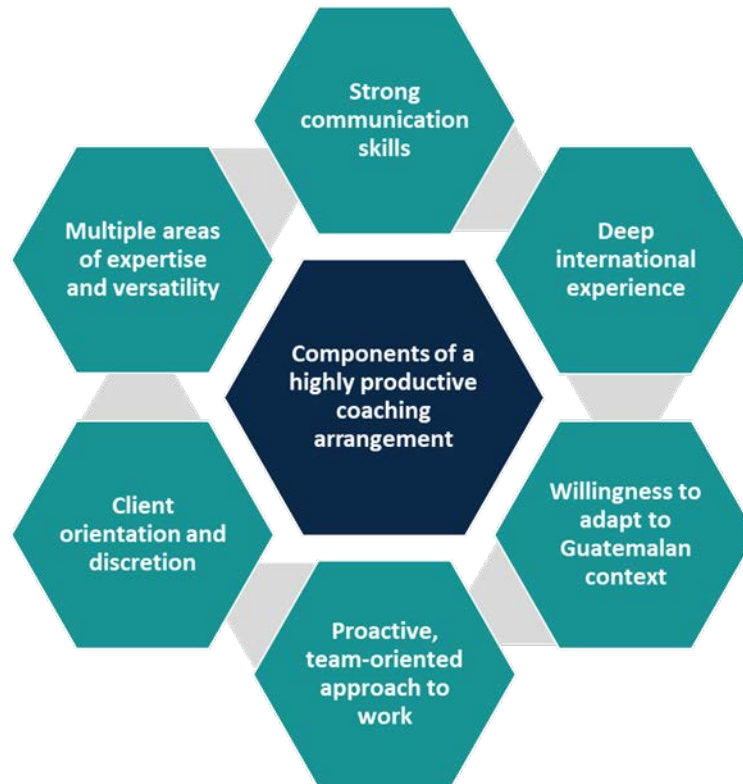 Strong
communication
skills
Multiple areas
of expertise
and versatility
Deep
international
experience
Components of a
highly productive
coaching
arrangement
Client
orientation and
discretion
Willingness to
adapt to
Guatemalan
context
Proactive,
team-oriented
approach to
work